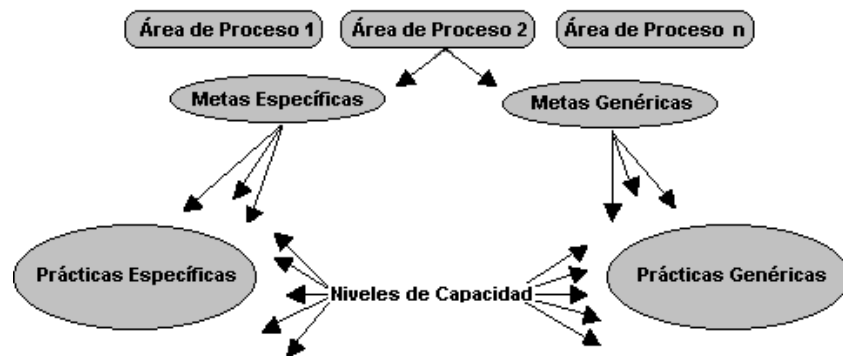 Área de Proceso 1
Área de Proceso 2
Área de Proceso n
Metas Específicas
Metas Genéricas
Prácticas Específicas
Niveles de Capacidad
Prácticas Genéricas